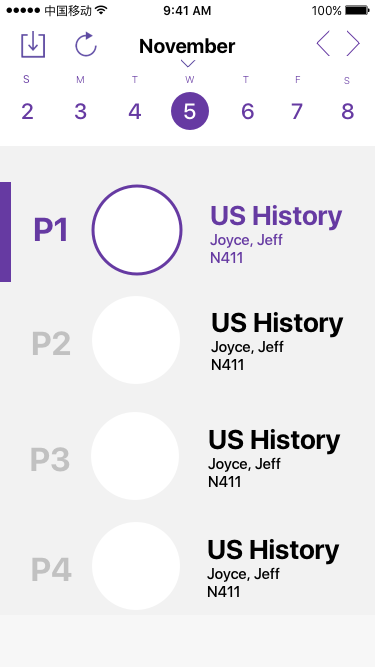 中国移动 9:41 AM 100%
November
S M T W T F S
2 3 4 5 6 7 8
P1
US History
Joyce, Jeff
N411
P2
US History
Joyce, Jeff
N411
P3
US History
Joyce, Jeff
N411
P4
US History
Joyce, Jeff
N411